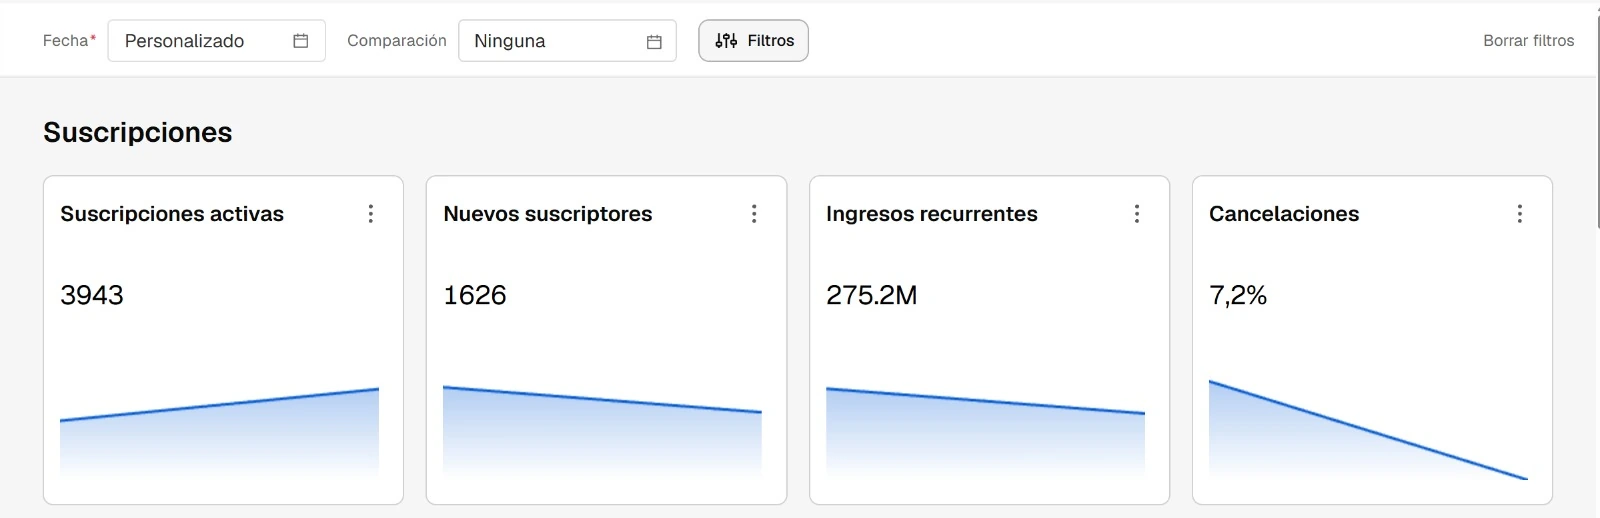 Fecha* Personalizado Comparación Ninguna Filtros Borrar filtros
Suscripciones
Suscripciones activas
3943
Nuevos suscriptores
1626
Ingresos recurrentes
275.2M
Cancelaciones
7,2%